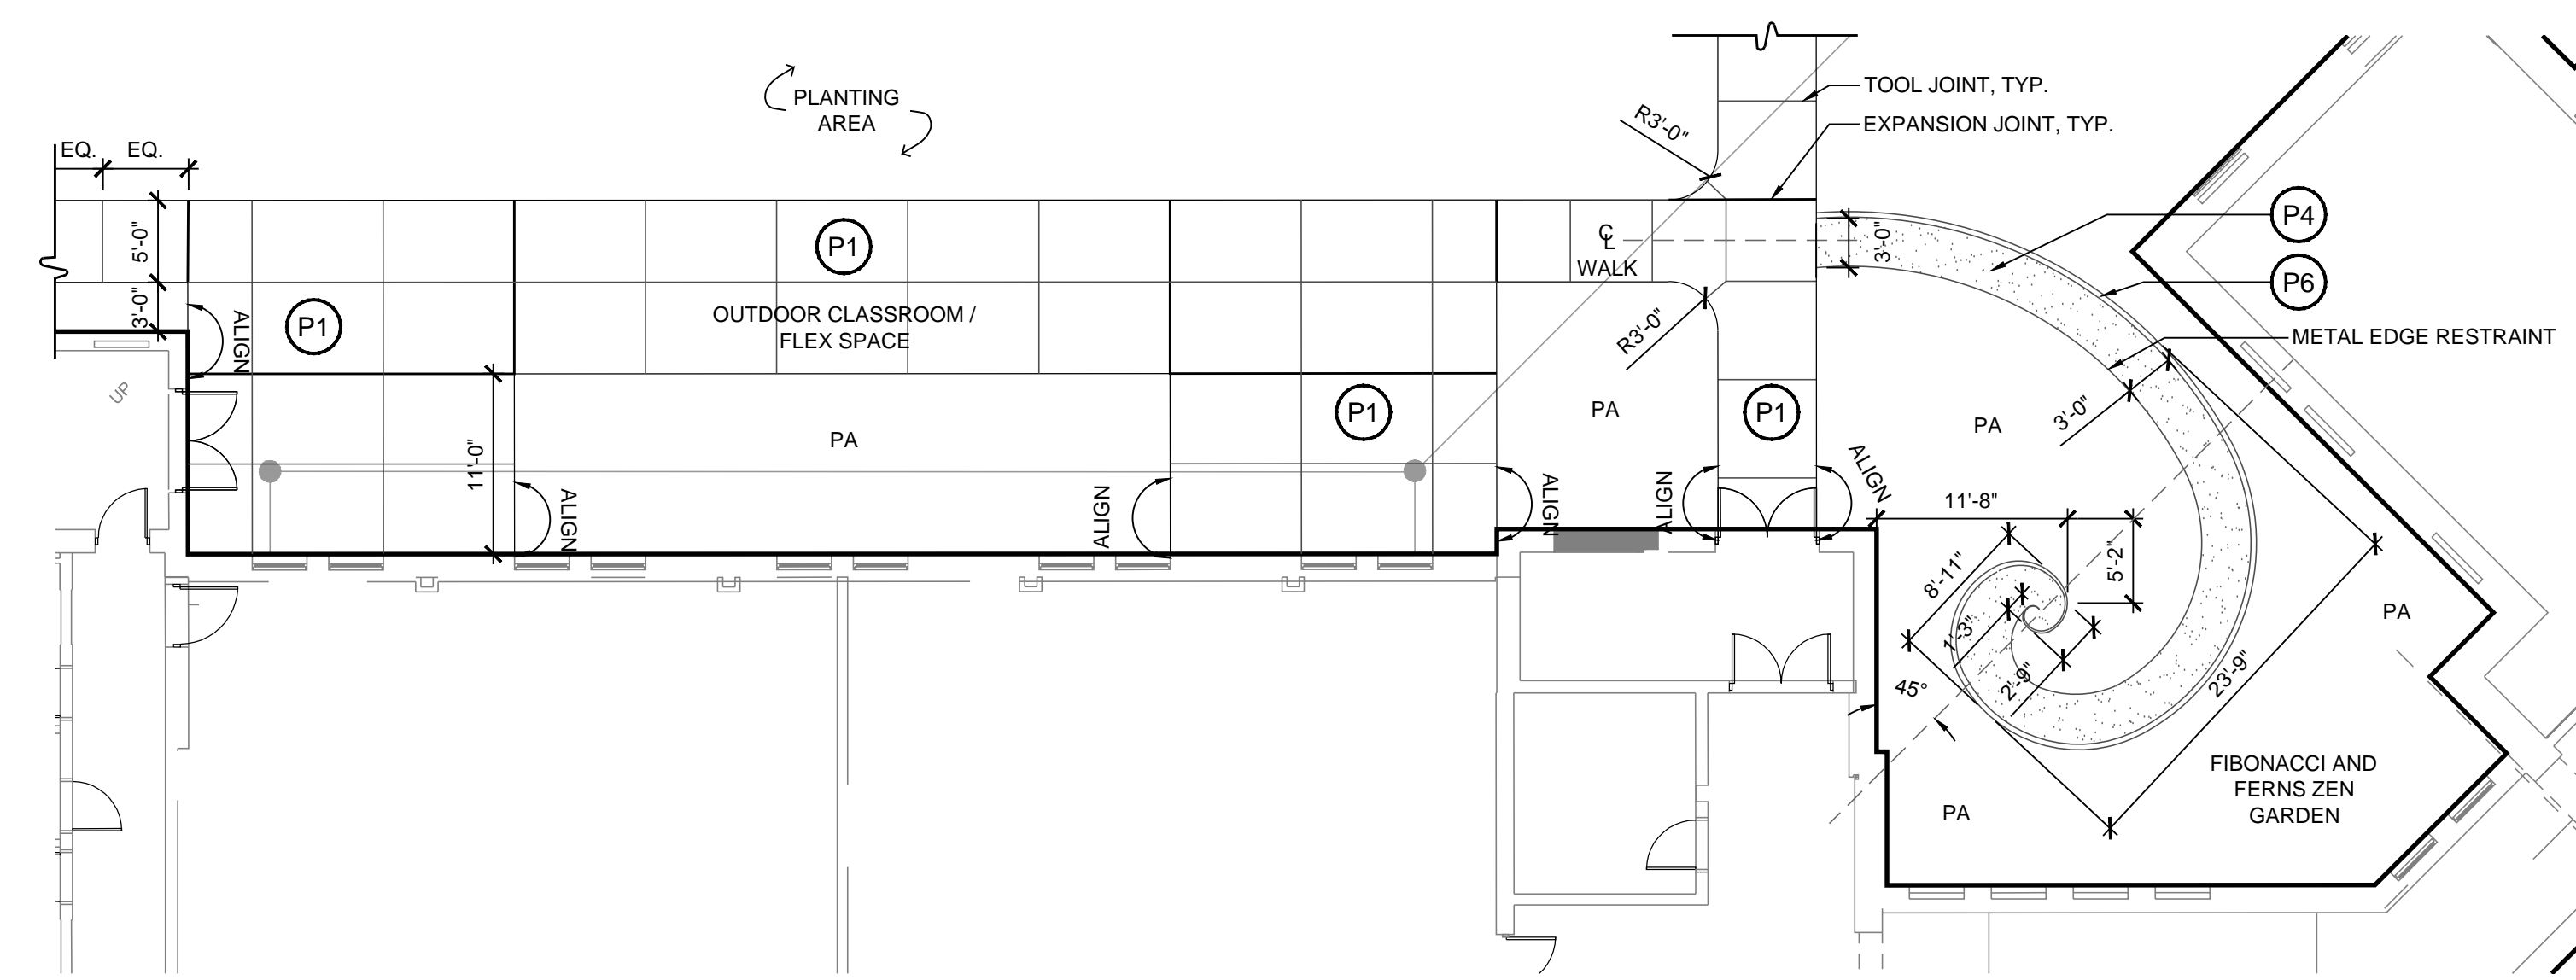 PLANTING
AREA
TOOL JOINT, TYP.
EXPANSION JOINT, TYP.
R3'-0"
EQ.
EQ.
5'-0"
3'-0"
ALIGN
P1
P1
OUTDOOR CLASSROOM /
FLEX SPACE
CL
WALK
3'-0"
P4
P6
METAL EDGE RESTRAINT
R3'-0"
UP
11'-0"
PA
P1
PA
P1
PA
3'-0"
ALIGN
ALIGN
ALIGN
ALIGN
ALIGN
11'-8"
5'-2"
8'-11"
1'-3"
2'-9"
45°
23'-9"
PA
PA
FIBONACCI AND
FERNS ZEN
GARDEN